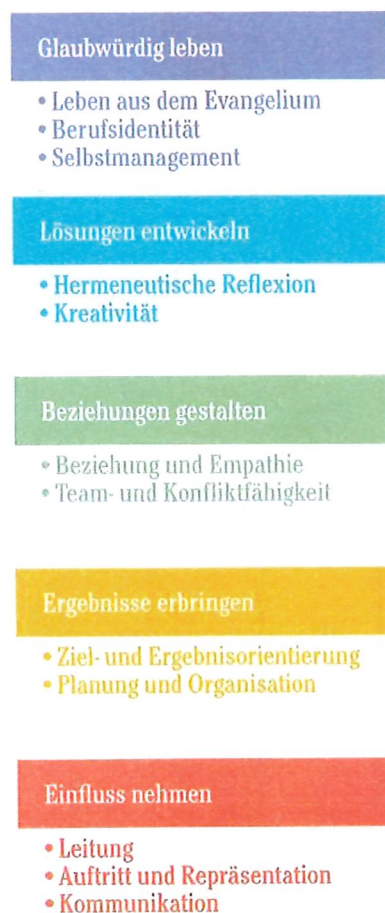 Glaubwürdig leben
• Leben aus dem Evangelium
• Berufsidentität
• Selbstmanagement
Lösungen entwickeln
• Hermeneutische Reflexion
• Kreativität
Beziehungen gestalten
• Beziehung und Empathie
• Team- und Konfliktfähigkeit
Ergebnisse erbringen
• Ziel- und Ergebnisorientierung
• Planung und Organisation
Einfluss nehmen
• Leitung
• Auftritt und Repräsentation
• Kommunikation